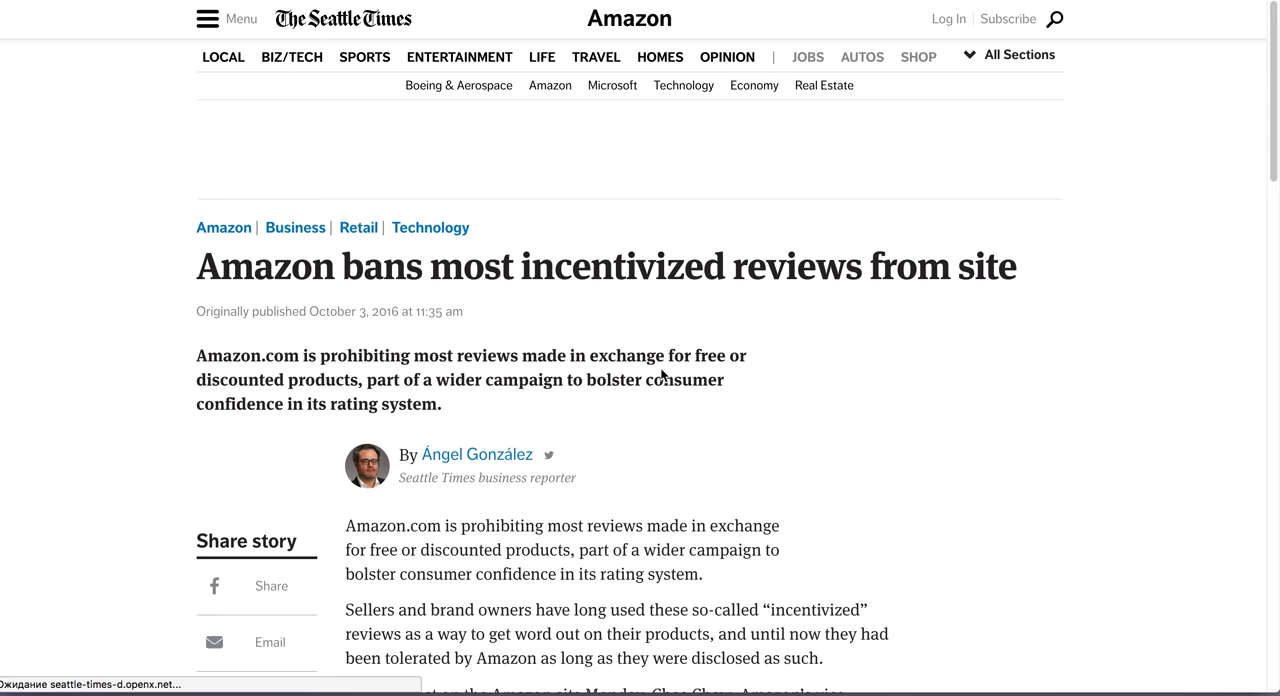 Menu The Seattle Times Amazon Log In | Subscribe
LOCAL BIZ/TECH SPORTS ENTERTAINMENT LIFE TRAVEL HOMES OPINION | JOBS AUTOS SHOP All Sections
Boeing & Aerospace Amazon Microsoft Technology Economy Real Estate
Amazon | Business | Retail | Technology
Amazon bans most incentivized reviews from site
Originally published October 3, 2016 at 11:35 am
Amazon.com is prohibiting most reviews made in exchange for free or
discounted products, part of a wider campaign to bolster consumer
confidence in its rating system.
By Ángel González
Seattle Times business reporter
Share story
Share
Email
Amazon.com is prohibiting most reviews made in exchange
for free or discounted products, part of a wider campaign to
bolster consumer confidence in its rating system.
Sellers and brand owners have long used these so-called “incentivized”
reviews as a way to get word out on their products, and until now they had
been tolerated by Amazon as long as they were disclosed as such.
Ожидание seattle-times-d.openx.net...